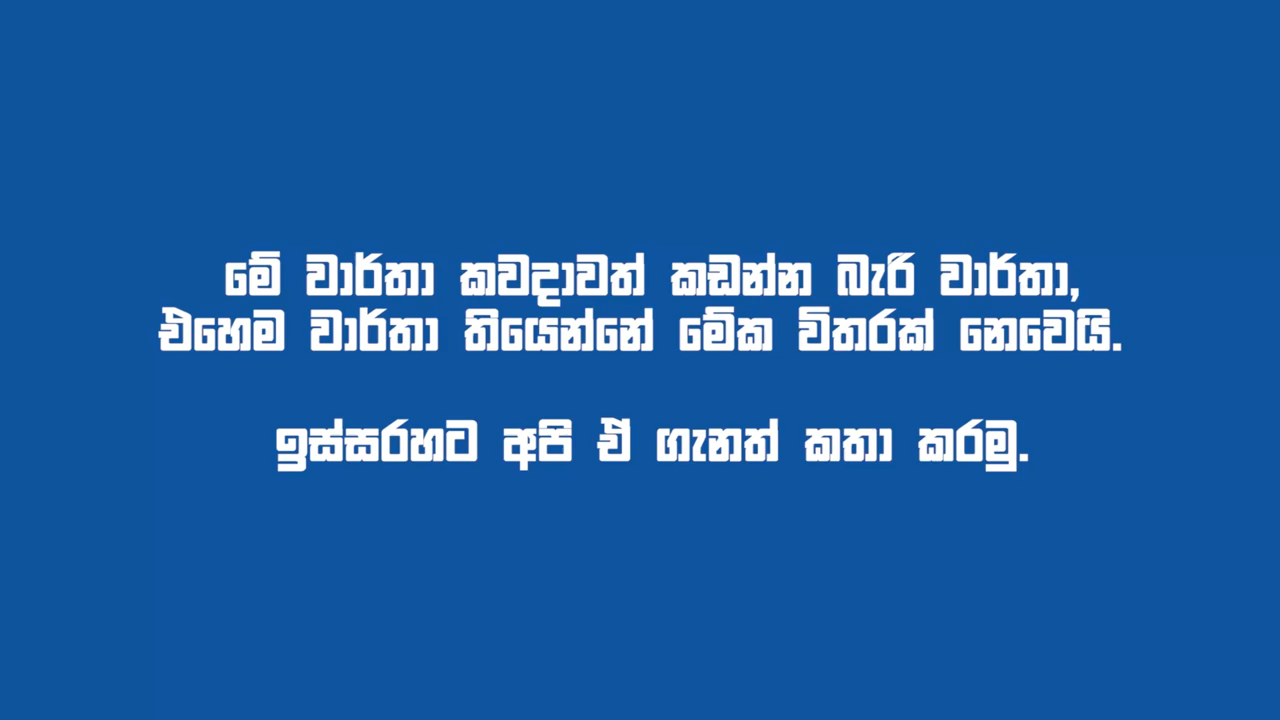 මේ වාර්තා කවදාවත් කඩන්න බැරි වාර්තා,
එහෙම වාර්තා තියෙන්නේ මේක විතරක් නෙවෙයි.
ඉස්සරහට අපි ඒ ගැනත් කතා කරමු.